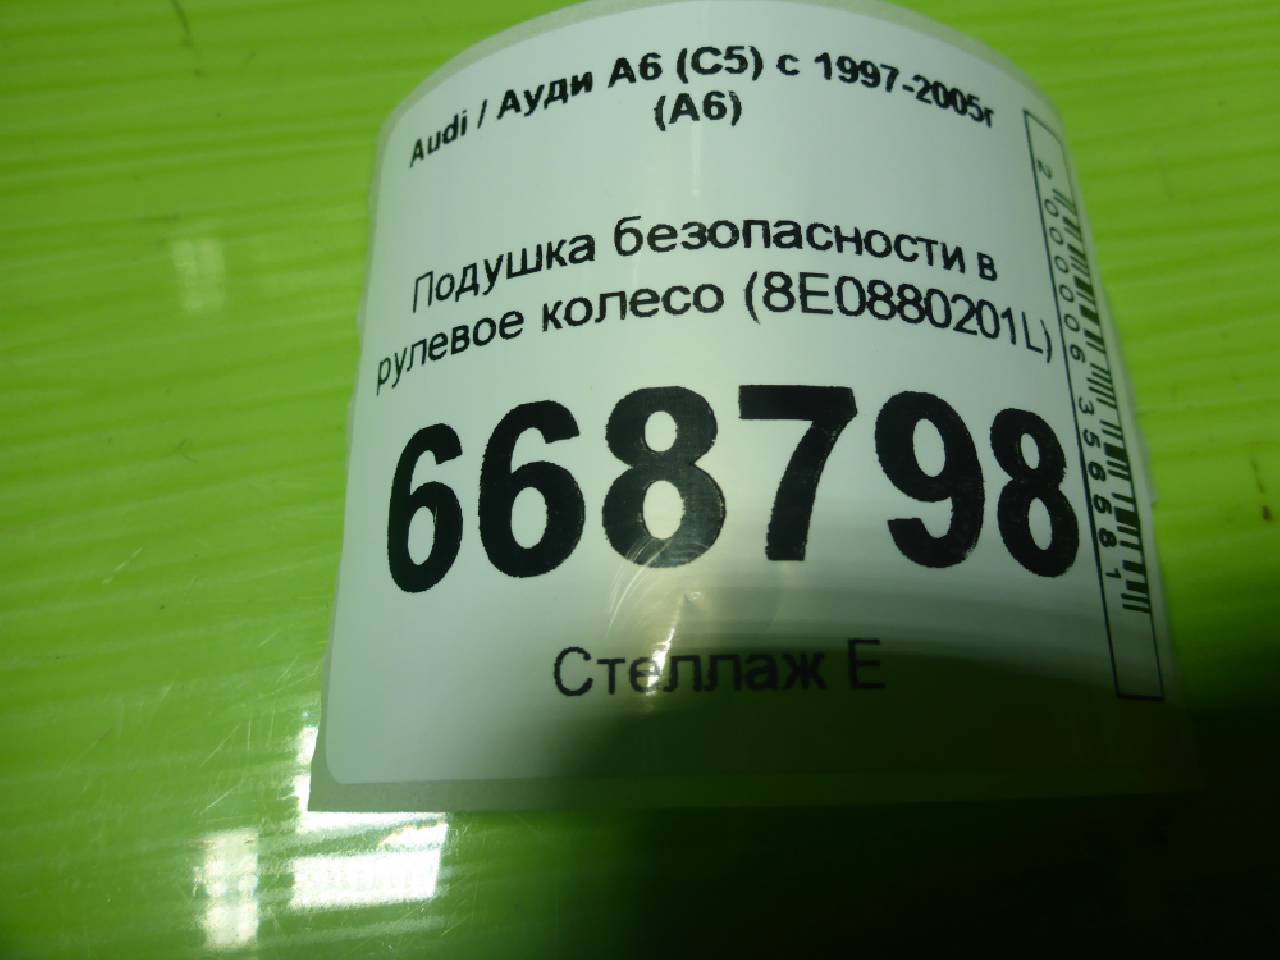 Audi / Ауди А6 (С5) с 1997-2005г
(А6)
Подушка безопасности в
рулевое колесо (8E0880201L)
668798
Стеллаж Е
2000006356681